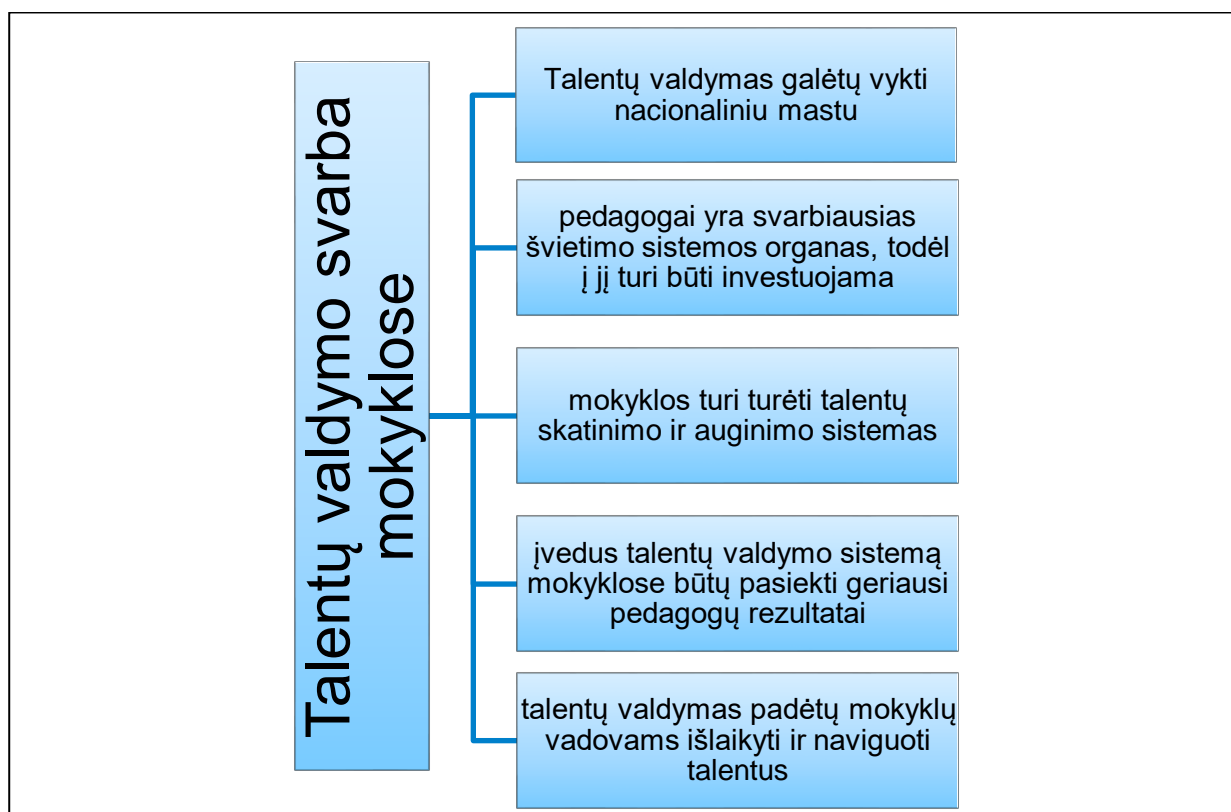 Talentų valdymo svarba
mokyklose
Talentų valdymas galėtų vykti
nacionaliniu mastu
pedagogai yra svarbiausias
švietimo sistemos organas, todėl
į jį turi būti investuojama
mokyklos turi turėti talentų
skatinimo ir auginimo sistemas
įvedus talentų valdymo sistemą
mokyklose būtų pasiekti geriausi
pedagogų rezultatai
talentų valdymas padėtų mokyklų
vadovams išlaikyti ir naviguoti
talentus